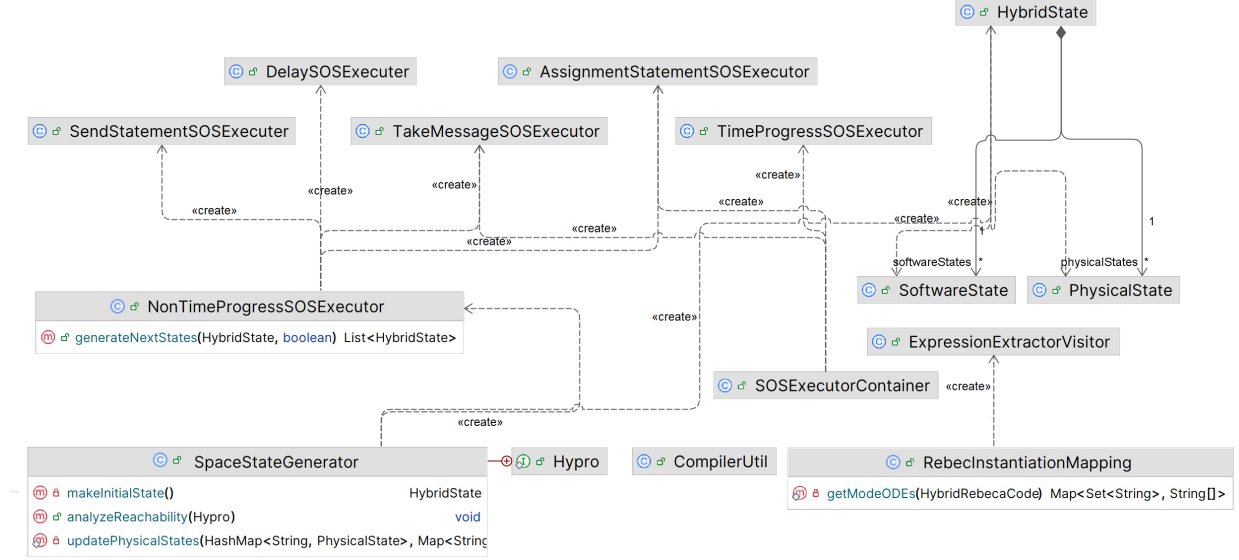 HybridState
DelaySOSExecuter
AssignmentStatementSOSExecutor
SendStatementSOSExecuter
TakeMessageSOSExecutor
TimeProgressSOSExecutor
«create»
«create»
«create»
«create»
«create»
«create»
«create»
«create»
«create»
1
1
softwareStates *
physicalStates *
SoftwareState
PhysicalState
NonTimeProgressSOSExecutor
generateNextStates(HybridState, boolean) List<HybridState>
«create»
ExpressionExtractorVisitor
SOSExecutorContainer
«create»
«create»
SpaceStateGenerator
Hypro
CompilerUtil
RebecInstantiationMapping
makeInitialState() HybridState
getModeODEs(HybridRebecaCode) Map<Set<String>, String[]>
analyzeReachability(Hypro) void
updatePhysicalStates(HashMap<String, PhysicalState>, Map<String